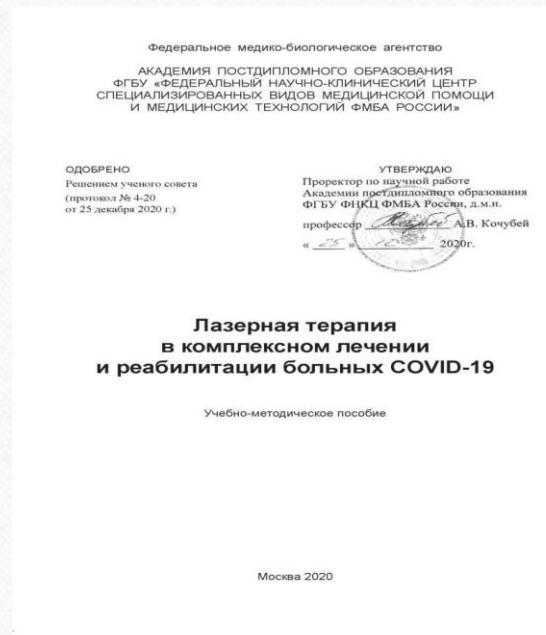 Федеральное медико-биологическое агентство
АКАДЕМИЯ ПОСТДИПЛОМНОГО ОБРАЗОВАНИЯ
ФГБУ «ФЕДЕРАЛЬНЫЙ НАУЧНО-КЛИНИЧЕСКИЙ ЦЕНТР
СПЕЦИАЛИЗИРОВАННЫХ ВИДОВ МЕДИЦИНСКОЙ ПОМОЩИ
И МЕДИЦИНСКИХ ТЕХНОЛОГИЙ ФМБА РОССИИ»
ОДОБРЕНО
Решением ученого совета
(протокол № 4-20
от 25 декабря 2020 г.)
УТВЕРЖДАЮ
Проректор по научной работе
Академии постдипломного образования
ФГБУ ФНКЦ ФМБА России, д.м.н.
профессор А.В. Кочубей
« 25 » 2020г.
Лазерная терапия
в комплексном лечении
и реабилитации больных COVID-19
Учебно-методическое пособие
Москва 2020